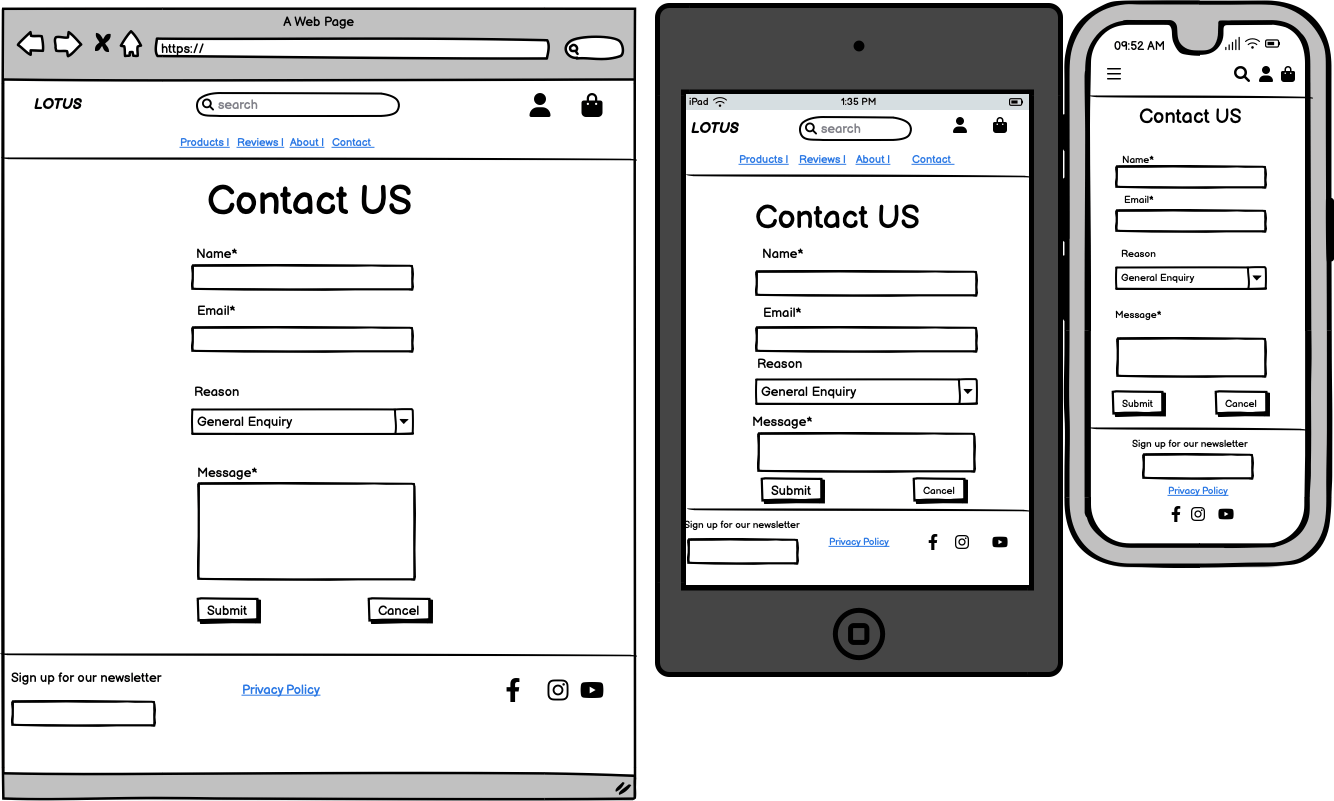 A Web Page
https://
LOTUS
search
Products | Reviews | About | Contact
Contact US
Name*
Email*
Reason
General Enquiry
Message*
Submit Cancel
Sign up for our newsletter
Privacy Policy
iPad 1:35 PM
LOTUS
search
Products | Reviews | About | Contact
Contact US
Name*
Email*
Reason
General Enquiry
Message*
Submit Cancel
Sign up for our newsletter
Privacy Policy
09:52 AM
Contact US
Name*
Email*
Reason
General Enquiry
Message*
Submit Cancel
Sign up for our newsletter
Privacy Policy